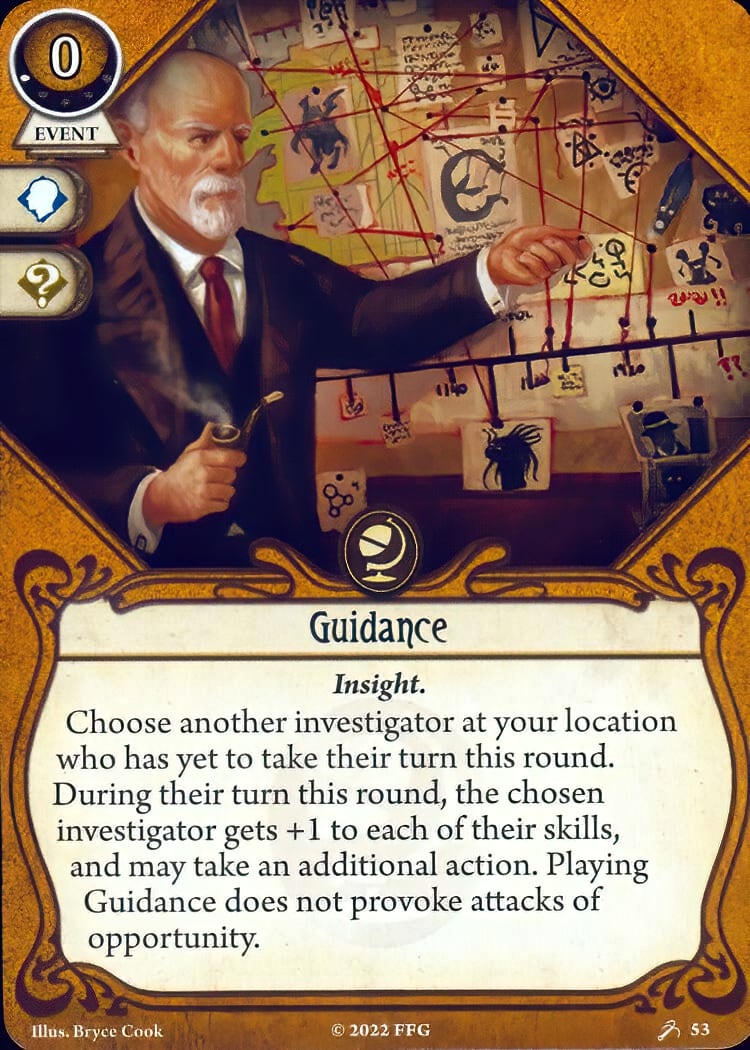 0
EVENT
Guidance
Insight.
Choose another investigator at your location
who has yet to take their turn this round.
During their turn this round, the chosen
investigator gets +1 to each of their skills,
and may take an additional action. Playing
Guidance does not provoke attacks of
opportunity.
Illus. Bryce Cook
© 2022 FFG
53